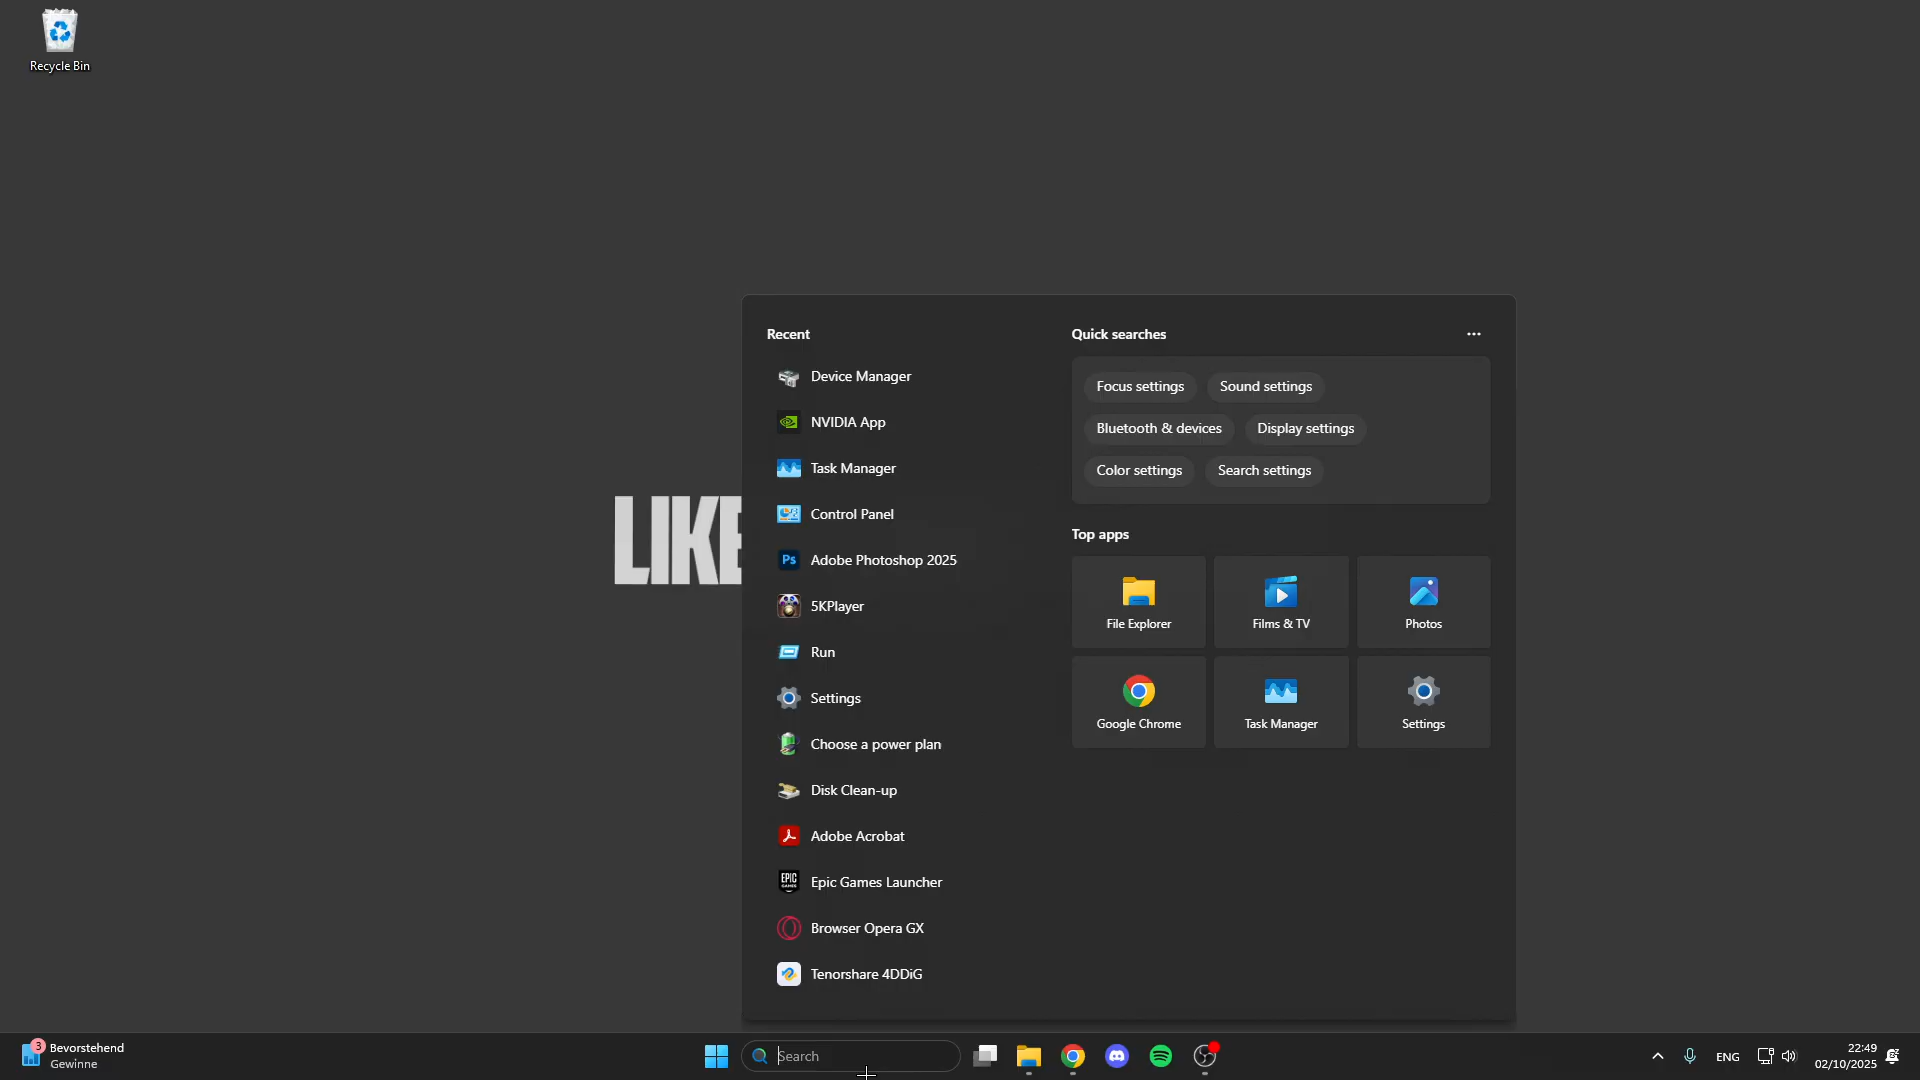 Recycle Bin
LIKE
Recent
Device Manager
NVIDIA App
Task Manager
Control Panel
Ps
Adobe Photoshop 2025
5KPlayer
Run
Settings
Choose a power plan
Disk Clean-up
Adobe Acrobat
EPIC
GAMES
Epic Games Launcher
Browser Opera GX
Tenorshare 4DDiG
Quick searches
Focus settings
Sound settings
Bluetooth & devices
Display settings
Color settings
Search settings
Top apps
File Explorer
Films & TV
Photos
Google Chrome
Task Manager
Settings
3
Bevorstehend
Gewinne
Search
ENG
22:49
02/10/2025